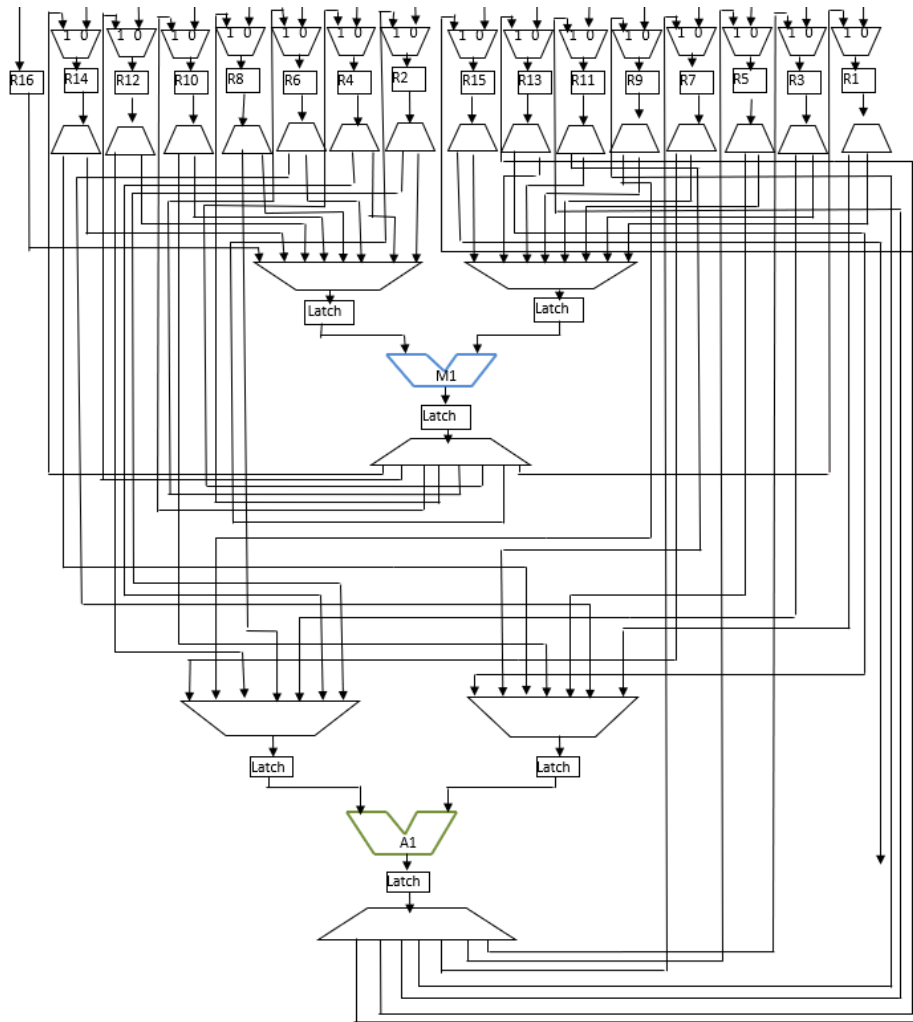 1 0 1 0 1 0 1 0 1 0 1 0 1 0 1 0 1 0 1 0 1 0 1 0 1 0 1 0 1 0
R16 R14 R12 R10 R8 R6 R4 R2 R15 R13 R11 R9 R7 R5 R3 R1
Latch Latch
M1
Latch
Latch Latch
A1
Latch